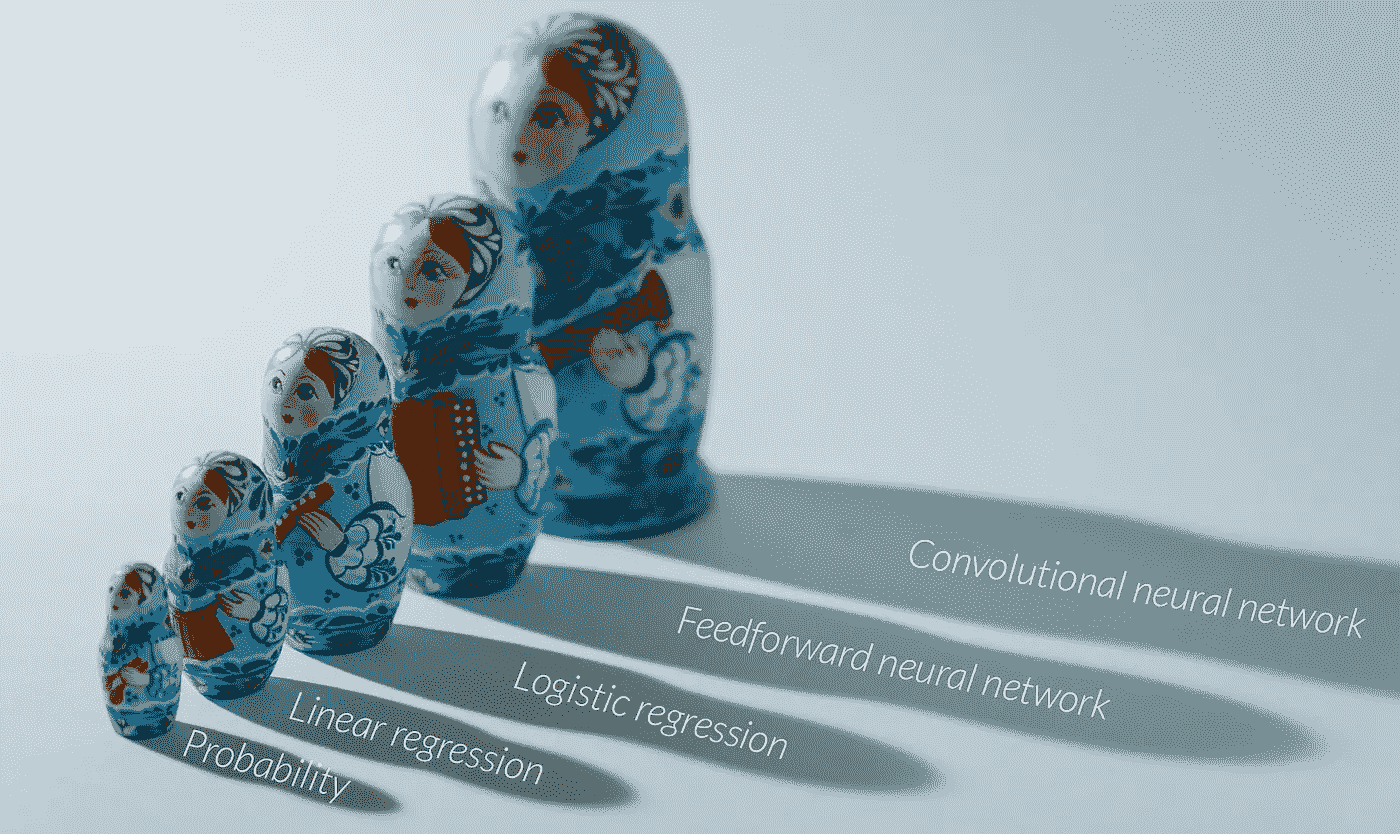 Convolutional neural network
Feedforward neural network
Logistic regression
Linear regression
Probability